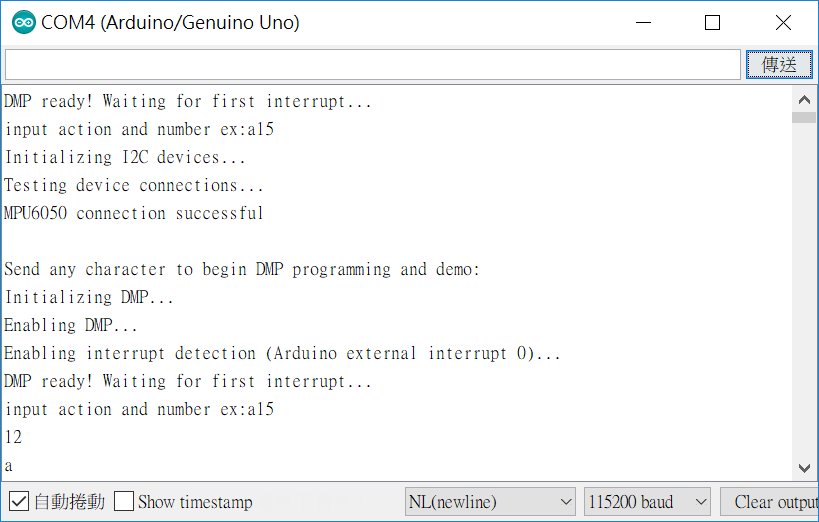 COM4 (Arduino/Genuino Uno)
傳送
DMP ready! Waiting for first interrupt...
input action and number ex:a15
Initializing I2C devices...
Testing device connections...
MPU6050 connection successful
Send any character to begin DMP programming and demo:
Initializing DMP...
Enabling DMP...
Enabling interrupt detection (Arduino external interrupt 0)...
DMP ready! Waiting for first interrupt...
input action and number ex:a15
12
a
自動捲動 Show timestamp NL(newline) 115200 baud Clear output